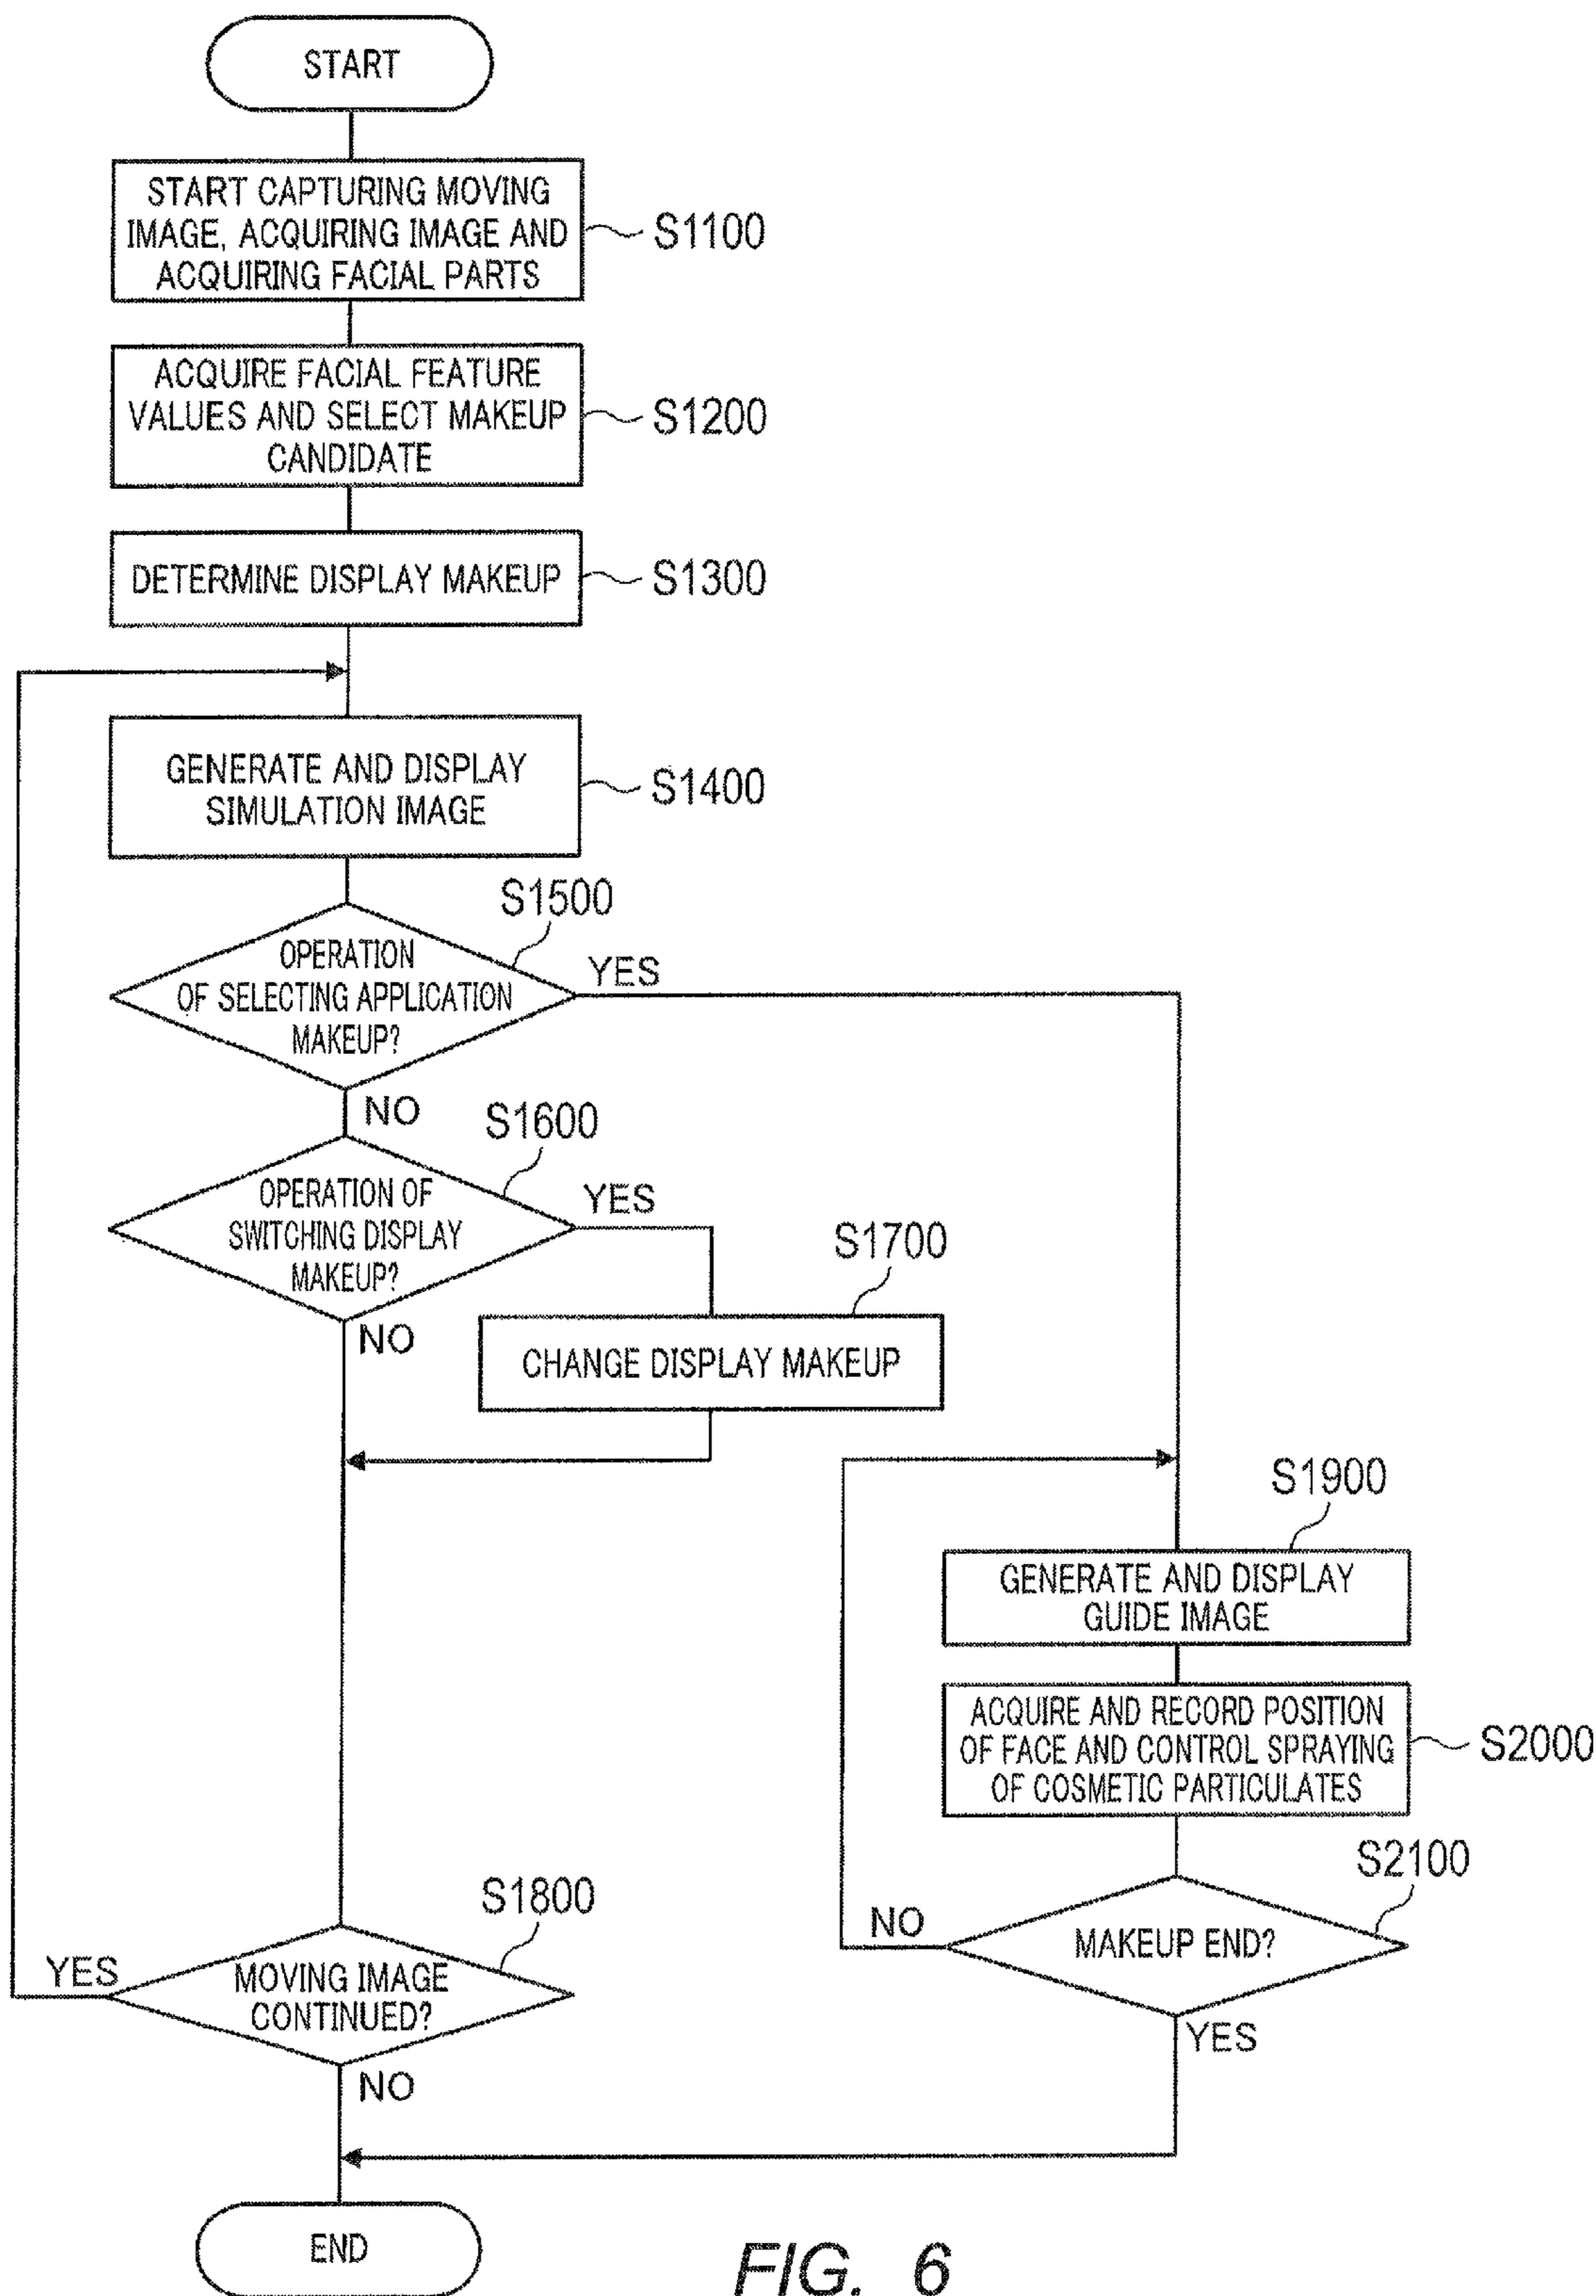 START
START CAPTURING MOVING
IMAGE, ACQUIRING IMAGE AND
ACQUIRING FACIAL PARTS
S1100
ACQUIRE FACIAL FEATURE
VALUES AND SELECT MAKEUP
CANDIDATE
S1200
DETERMINE DISPLAY MAKEUP
S1300
GENERATE AND DISPLAY
SIMULATION IMAGE
S1400
S1500
OPERATION
OF SELECTING APPLICATION
MAKEUP?
YES
NO
S1600
OPERATION OF
SWITCHING DISPLAY
MAKEUP?
YES
NO
S1700
CHANGE DISPLAY MAKEUP
S1900
GENERATE AND DISPLAY
GUIDE IMAGE
ACQUIRE AND RECORD POSITION
OF FACE AND CONTROL SPRAYING
OF COSMETIC PARTICULATES
S2000
S2100
MAKEUP END?
NO
YES
S1800
MOVING IMAGE
CONTINUED?
YES
NO
END
FIG. 6